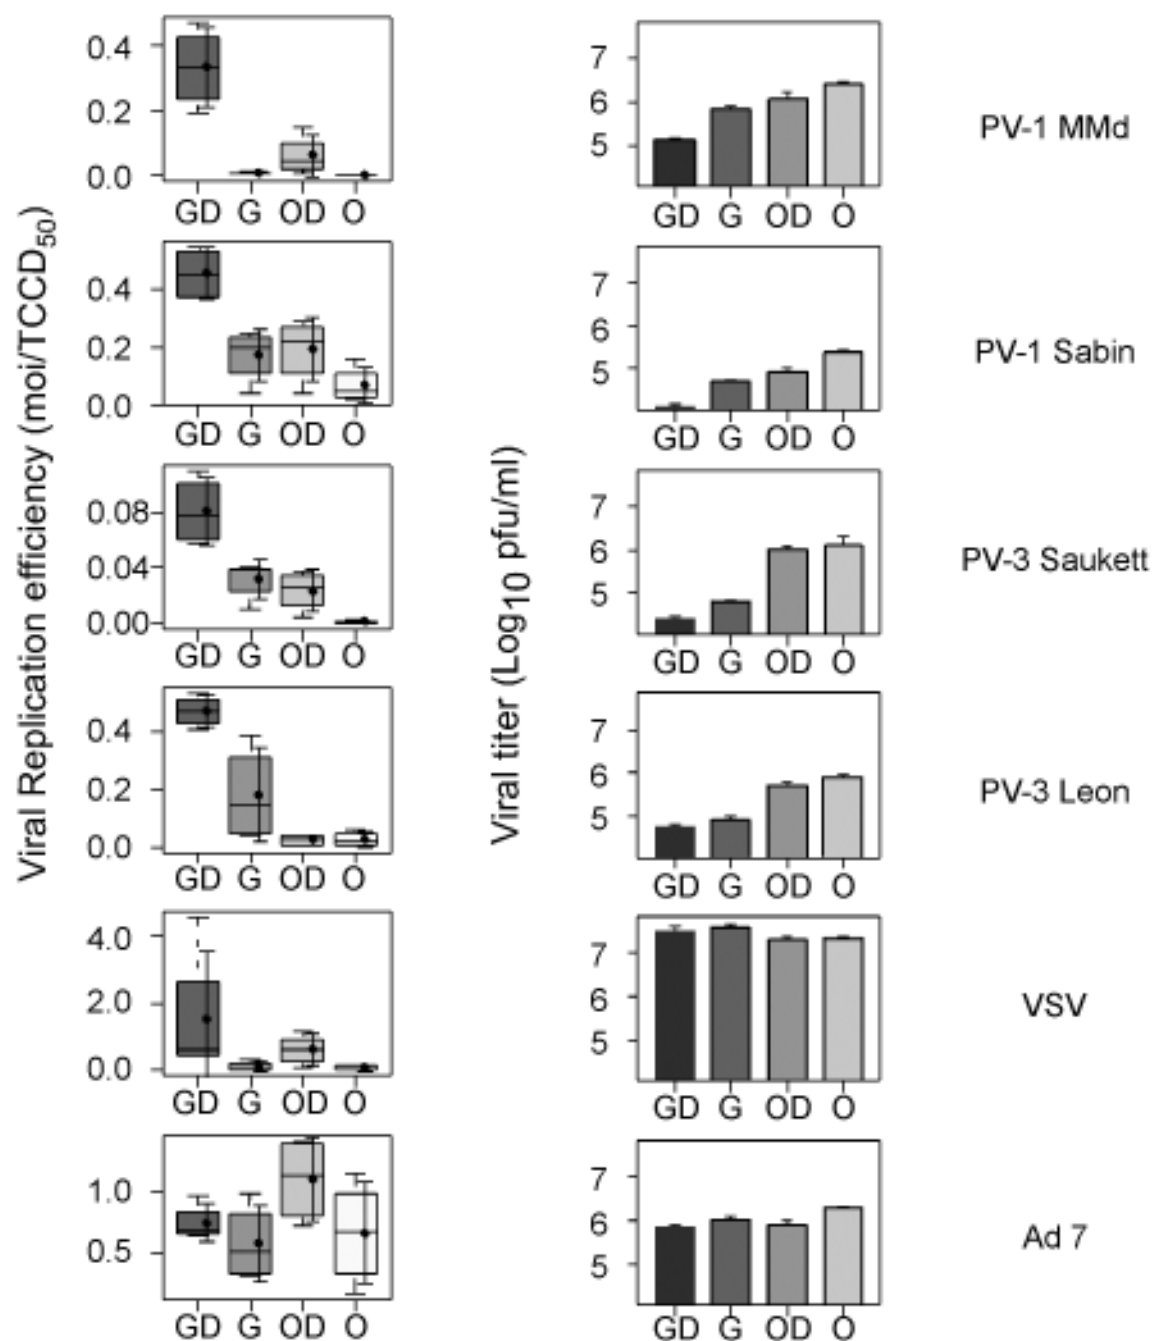 Viral Replication efficiency (moi/TCCD50)
Viral titer (Log10 pfu/ml)
0.4
0.2
0.0
GD G OD O
7
6
5
GD G OD O
PV-1 MMd
0.4
0.2
0.0
GD G OD O
7
6
5
GD G OD O
PV-1 Sabin
0.08
0.04
0.00
GD G OD O
7
6
5
GD G OD O
PV-3 Saukett
0.4
0.2
0.0
GD G OD O
7
6
5
GD G OD O
PV-3 Leon
4.0
2.0
0.0
GD G OD O
7
6
5
GD G OD O
VSV
1.0
0.5
GD G OD O
7
6
5
GD G OD O
Ad 7